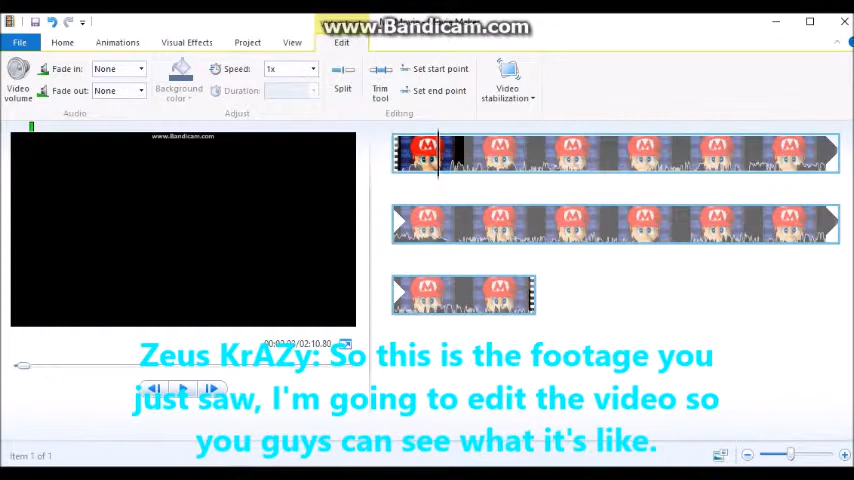 www.Bandicam.com
File
Home
Animations
Visual Effects
Project
View
Edit
Video volume
Fade in: None
Fade out: None
Audio
Background color
Speed: 1x
Duration:
Adjust
Split
Trim tool
Set start point
Set end point
Editing
Video stabilization
www.Bandicam.com
Zeus KrAZy: So this is the footage you
just saw, I'm going to edit the video so
you guys can see what it's like.
Item 1 of 1